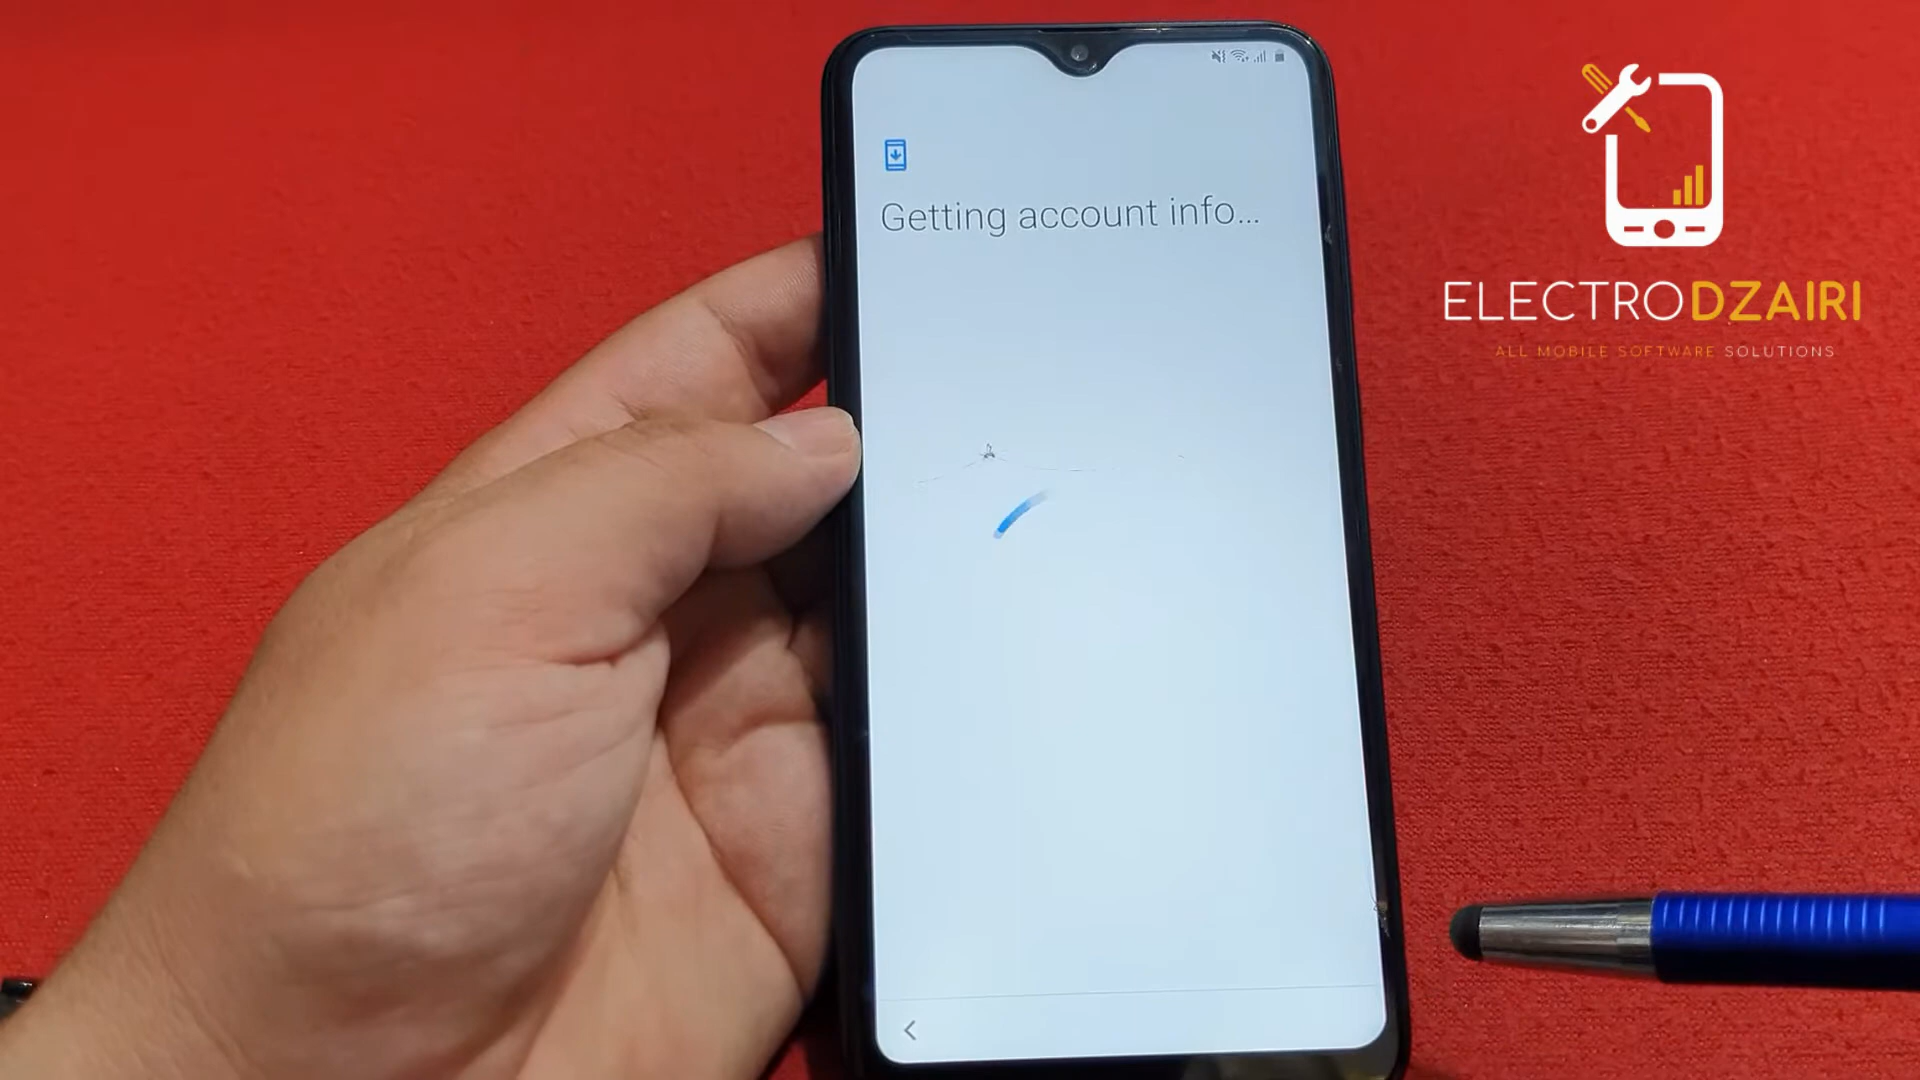 Getting account info...
ELECTRODZAIRI
ALL MOBILE SOFTWARE SOLUTIONS